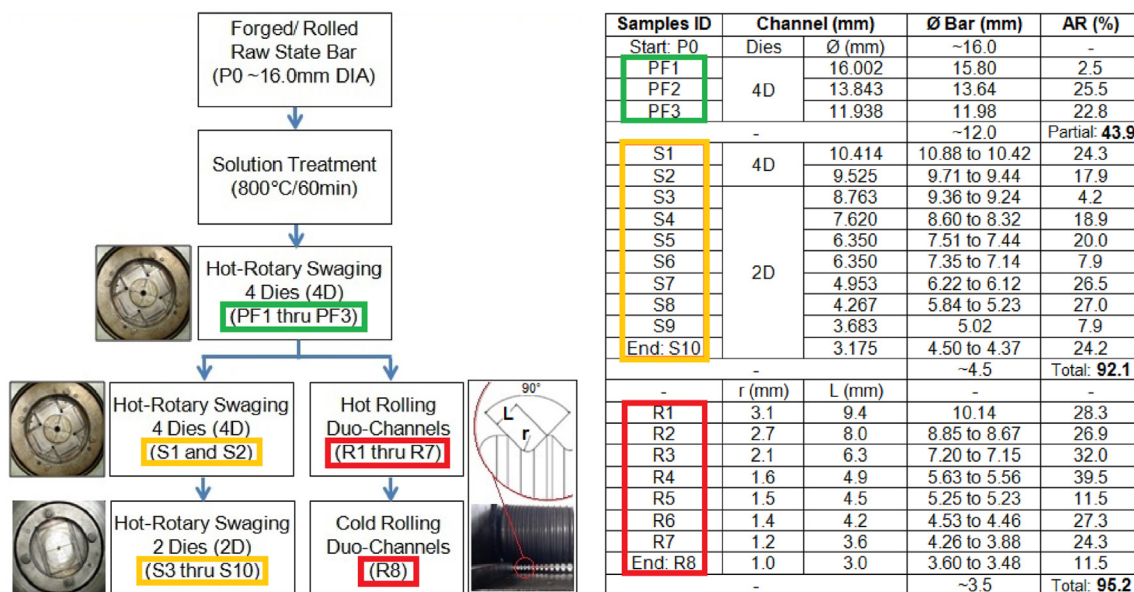 Forged/ Rolled
Raw State Bar
(P0 ~16.0mm DIA)
Solution Treatment
(800°C/60min)
Hot-Rotary Swaging
4 Dies (4D)
(PF1 thru PF3)
Hot-Rotary Swaging
4 Dies (4D)
(S1 and S2)
Hot Rolling
Duo-Channels
(R1 thru R7)
90°
L
r
Hot-Rotary Swaging
2 Dies (2D)
(S3 thru S10)
Cold Rolling
Duo-Channels
(R8)
Samples ID Channel (mm) Ø Bar (mm) AR (%)
Start: P0 Dies Ø (mm) ~16.0 -
PF1 4D 16.002 15.80 2.5
PF2 13.843 13.64 25.5
PF3 11.938 11.98 22.8
- ~12.0 Partial: 43.9
S1 4D 10.414 10.88 to 10.42 24.3
S2 9.525 9.71 to 9.44 17.9
S3 2D 8.763 9.36 to 9.24 4.2
S4 7.620 8.60 to 8.32 18.9
S5 6.350 7.51 to 7.44 20.0
S6 6.350 7.35 to 7.14 7.9
S7 4.953 6.22 to 6.12 26.5
S8 4.267 5.84 to 5.23 27.0
S9 3.683 5.02 7.9
End: S10 3.175 4.50 to 4.37 24.2
- ~4.5 Total: 92.1
- r (mm) L (mm) - -
R1 3.1 9.4 10.14 28.3
R2 2.7 8.0 8.85 to 8.67 26.9
R3 2.1 6.3 7.20 to 7.15 32.0
R4 1.6 4.9 5.63 to 5.56 39.5
R5 1.5 4.5 5.25 to 5.23 11.5
R6 1.4 4.2 4.53 to 4.46 27.3
R7 1.2 3.6 4.26 to 3.88 24.3
End: R8 1.0 3.0 3.60 to 3.48 11.5
- ~3.5 Total: 95.2